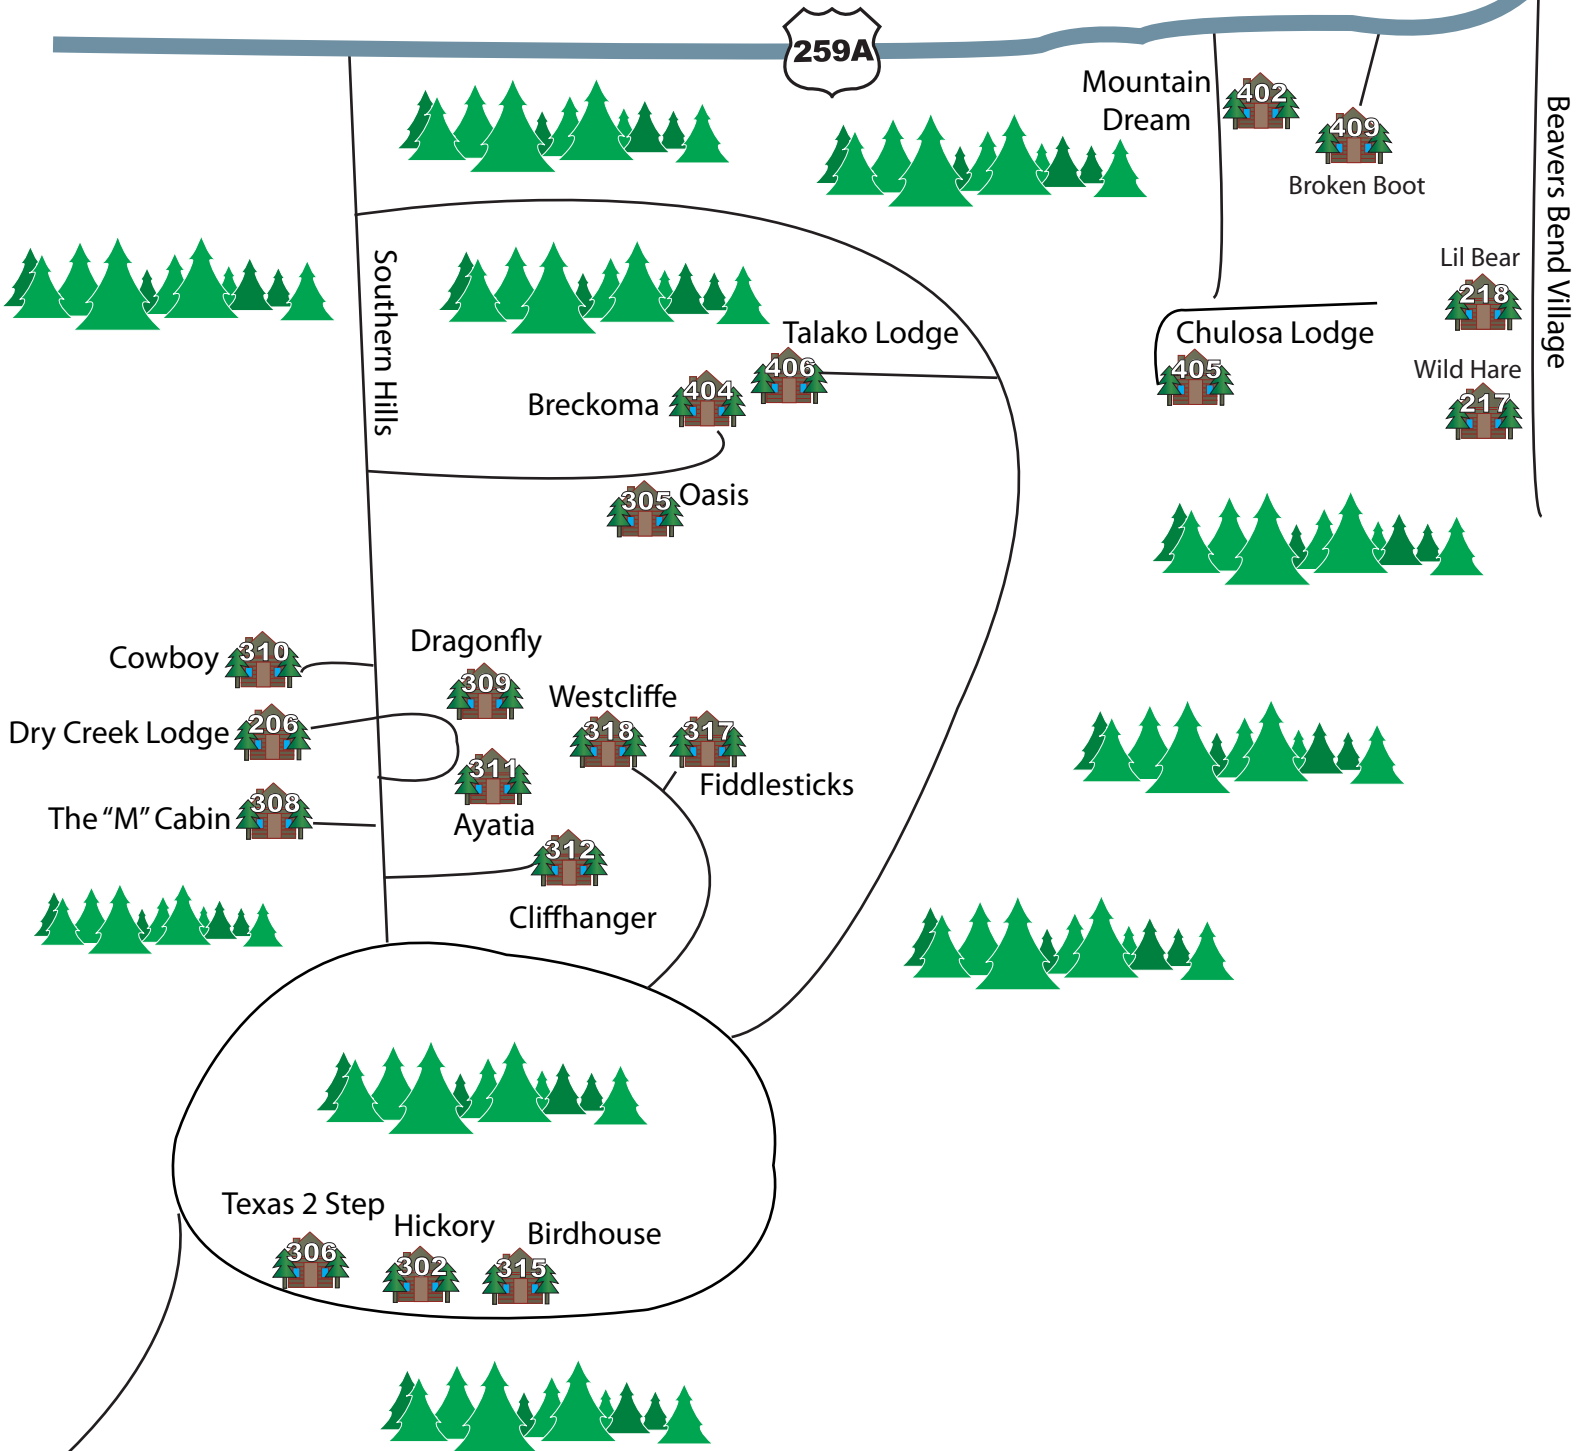 259A
Mountain
Dream
402
409
Broken Boot
Beavers Bend Village
Southern Hills
Lil Bear
218
Talako Lodge
406
Chulosa Lodge
405
Wild Hare
217
Breckoma
404
305
Oasis
Cowboy
310
Dragonfly
309
Westcliffe
318
317
Fiddlesticks
Dry Creek Lodge
206
311
Ayatia
The “M” Cabin
308
312
Cliffhanger
Texas 2 Step
306
Hickory
302
Birdhouse
315